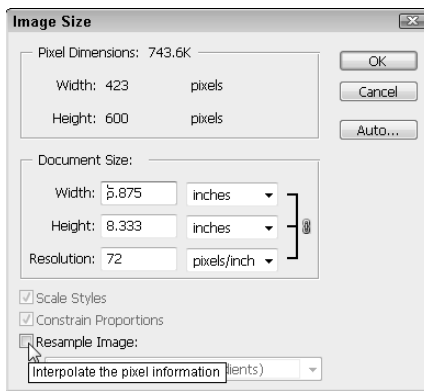 Image Size
Pixel Dimensions: 743.6K
OK
Width: 423 pixels
Cancel
Height: 600 pixels
Auto...
Document Size:
Width: 5.875 inches
Height: 8.333 inches
Resolution: 72 pixels/inch
Scale Styles
Constrain Proportions
Resample Image:
Interpolate the pixel information